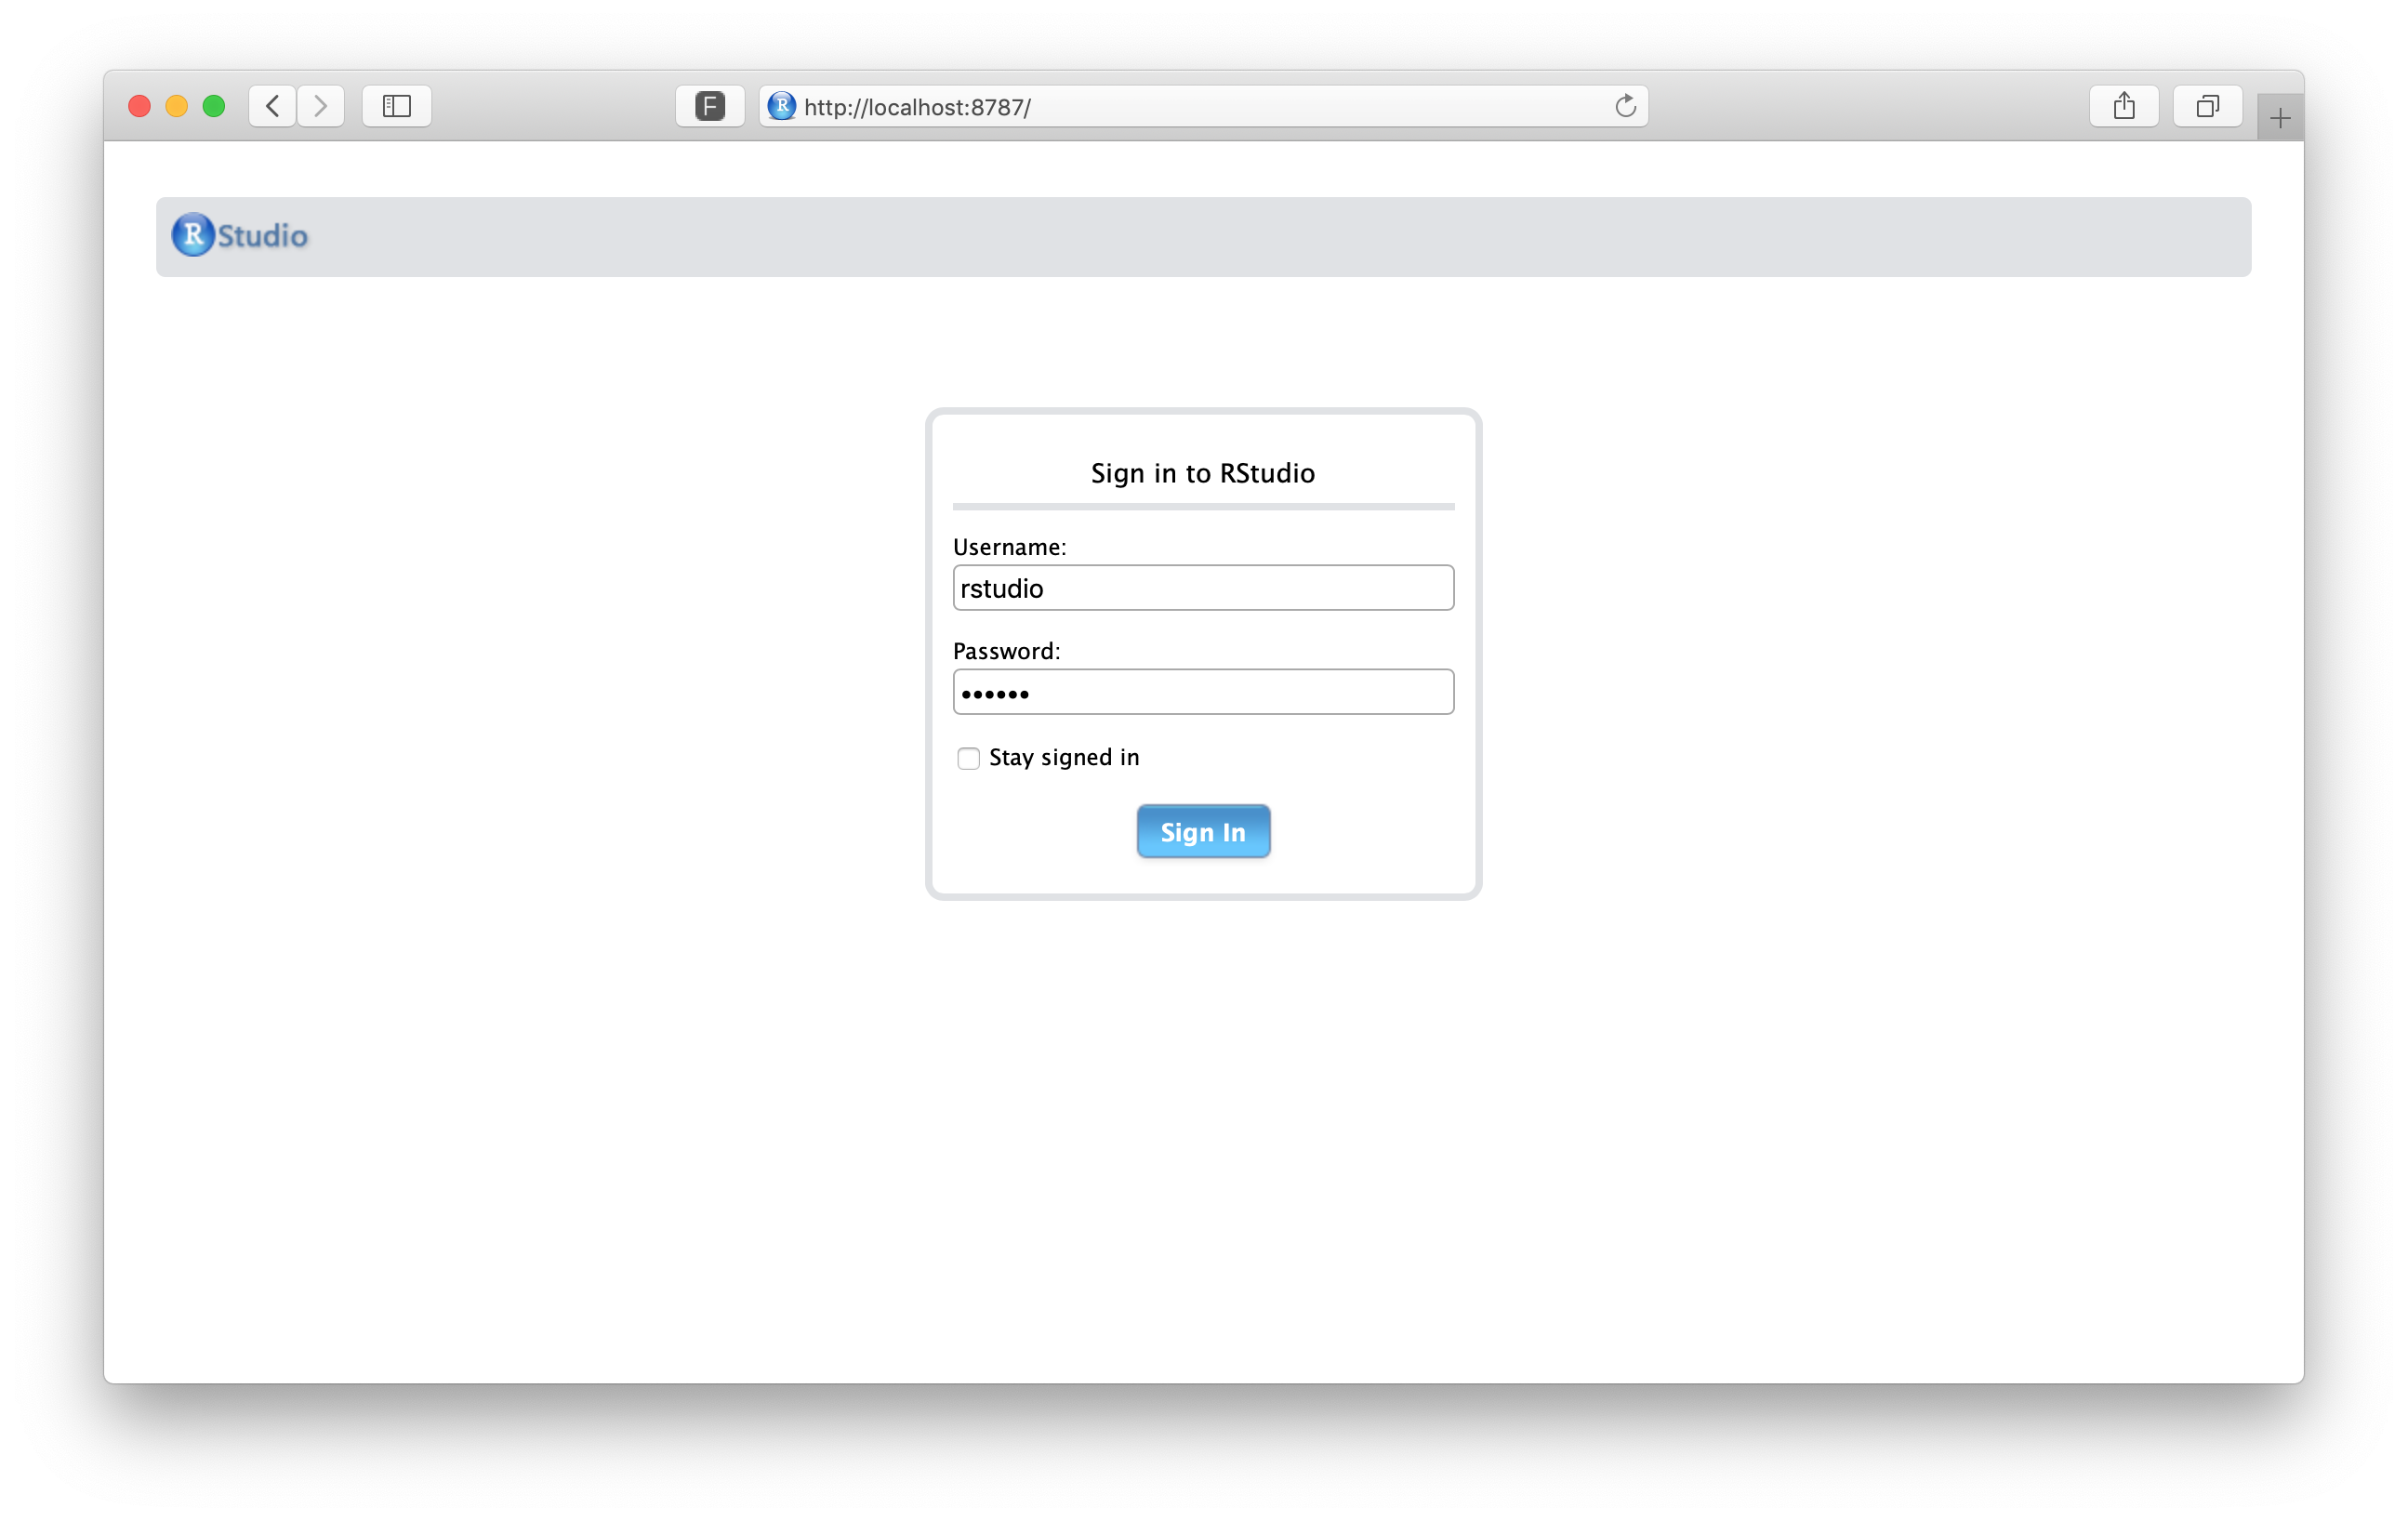 F
R http://localhost:8787/
R Studio
Sign in to RStudio
Username:
rstudio
Password:
••••••
Stay signed in
Sign In